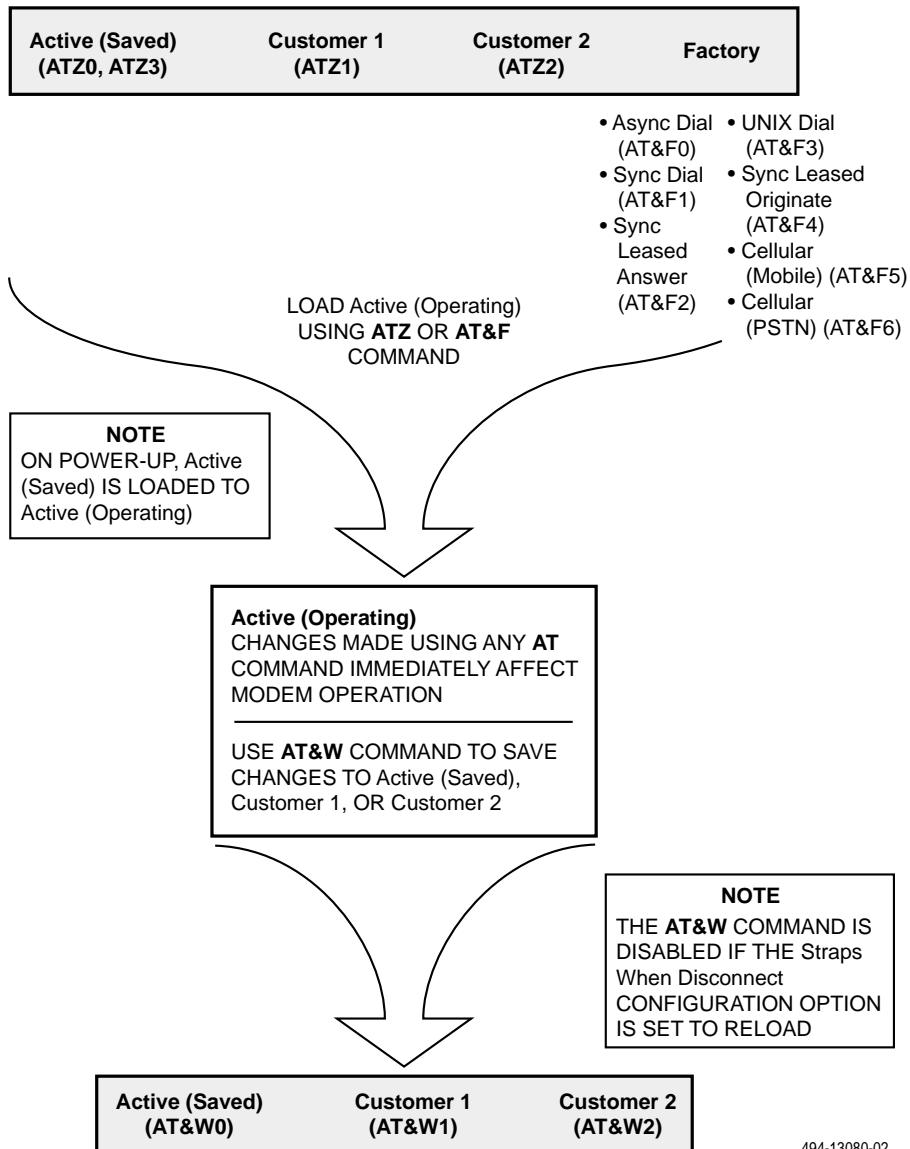 Active (Saved)
(ATZ0, ATZ3)
Customer 1
(ATZ1)
Customer 2
(ATZ2)
Factory
• Async Dial
(AT&F0)
• Sync Dial
(AT&F1)
• Sync
Leased
Answer
(AT&F2)
• UNIX Dial
(AT&F3)
• Sync Leased
Originate
(AT&F4)
• Cellular
(Mobile) (AT&F5)
• Cellular
(PSTN) (AT&F6)
LOAD Active (Operating)
USING ATZ OR AT&F
COMMAND
NOTE
ON POWER-UP, Active
(Saved) IS LOADED TO
Active (Operating)
Active (Operating)
CHANGES MADE USING ANY AT
COMMAND IMMEDIATELY AFFECT
MODEM OPERATION
USE AT&W COMMAND TO SAVE
CHANGES TO Active (Saved),
Customer 1, OR Customer 2
NOTE
THE AT&W COMMAND IS
DISABLED IF THE Straps
When Disconnect
CONFIGURATION OPTION
IS SET TO RELOAD
Active (Saved)
(AT&W0)
Customer 1
(AT&W1)
Customer 2
(AT&W2)
494-13080-02